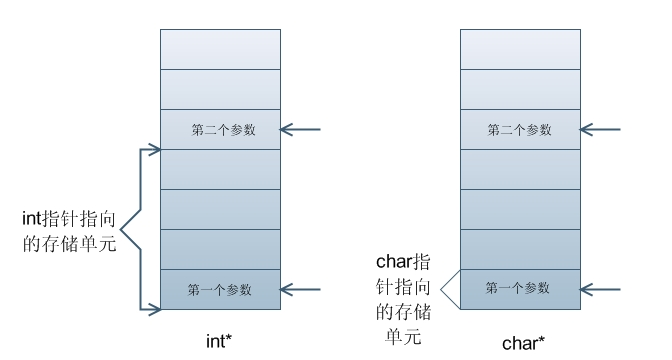 第二个参数
第二个参数
int指针指向
的存储单元
char指
针指向
的存储
单元
第一个参数
第一个参数
int*
char*